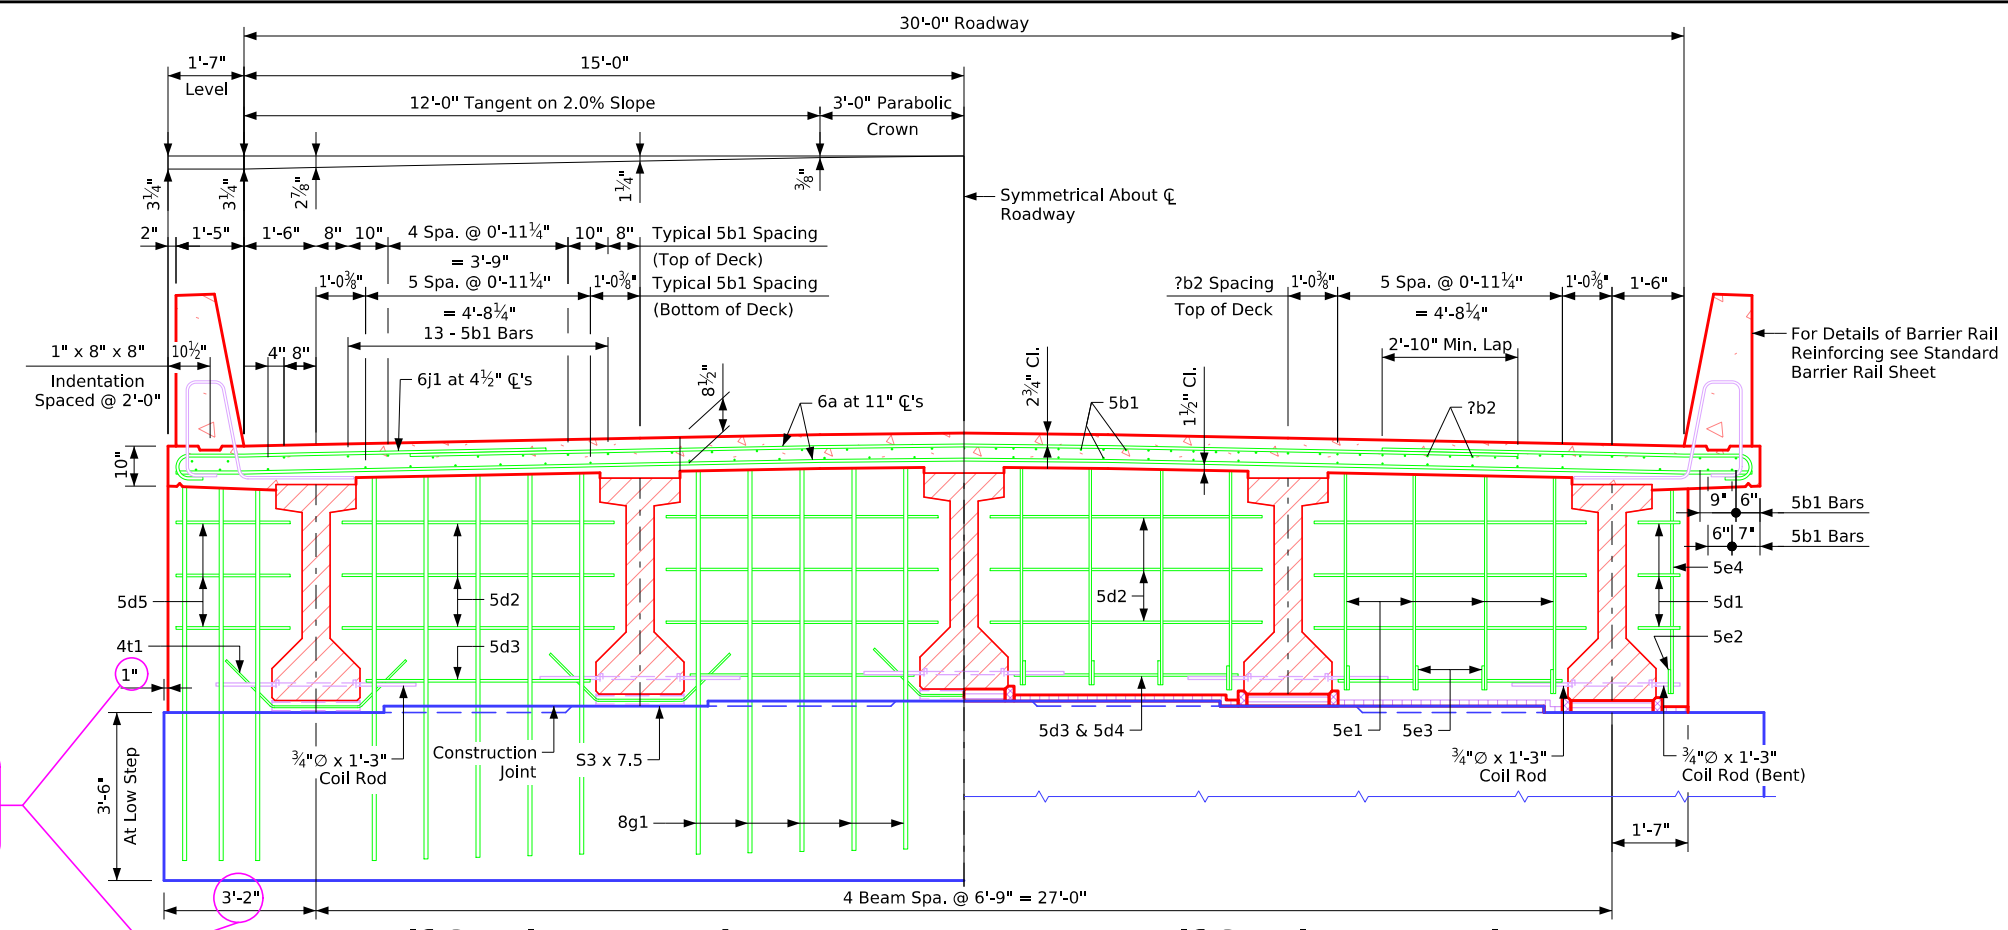 30'-0" Roadway
1'-7"
Level
15'-0"
12'-0" Tangent on 2.0% Slope
3'-0" Parabolic
Crown
3¼"
3¼"
2⅞"
1¼"
⅜"
Symmetrical About ℄
Roadway
2"
1'-5"
1'-6"
8"
10"
4 Spa. @ 0'-11¼"
= 3'-9"
10"
8"
Typical 5b1 Spacing
(Top of Deck)
1'-0⅜"
5 Spa. @ 0'-11¼"
= 4'-8¼"
1'-0⅜"
Typical 5b1 Spacing
(Bottom of Deck)
?b2 Spacing
Top of Deck
1'-0⅜"
5 Spa. @ 0'-11¼"
= 4'-8¼"
1'-0⅜"
1'-6"
13 - 5b1 Bars
2'-10" Min. Lap
For Details of Barrier Rail
Reinforcing see Standard
Barrier Rail Sheet
1" x 8" x 8"
Indentation
Spaced @ 2'-0"
10½"
4"
8"
6j1 at 4½" ℄'s
8½"
6a at 11" ℄'s
2¾" Cl.
5b1
1½" Cl.
?b2
10"
9"
6"
5b1 Bars
6"
7"
5b1 Bars
5e4
5d5
5d2
5d2
5d1
4t1
5d3
5e2
1"
5d3 & 5d4
5e1
5e3
¾"∅ x 1'-3"
Coil Rod
Construction
Joint
S3 x 7.5
¾"∅ x 1'-3"
Coil Rod
¾"∅ x 1'-3"
Coil Rod (Bent)
3'-6"
At Low Step
8g1
1'-7"
3'-2"
4 Beam Spa. @ 6'-9" = 27'-0"